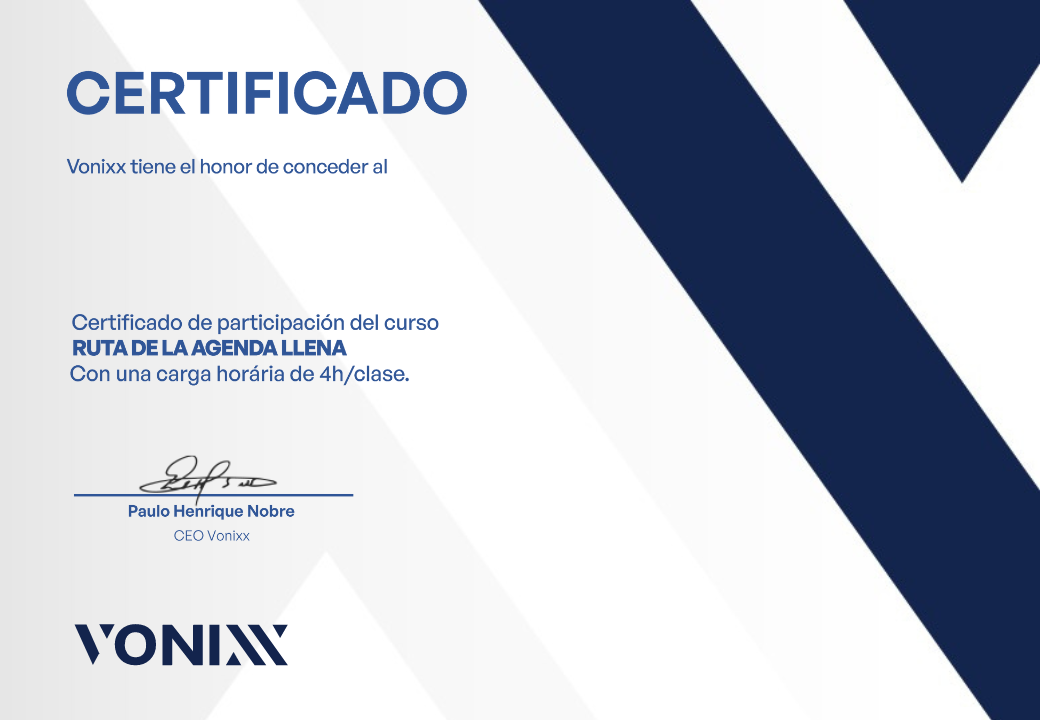 CERTIFICADO
Vonixx tiene el honor de conceder al
Certificado de participación del curso
RUTA DE LA AGENDA LLENA
Con una carga horária de 4h/clase.
Paulo Henrique Nobre
CEO Vonixx
VONIXX